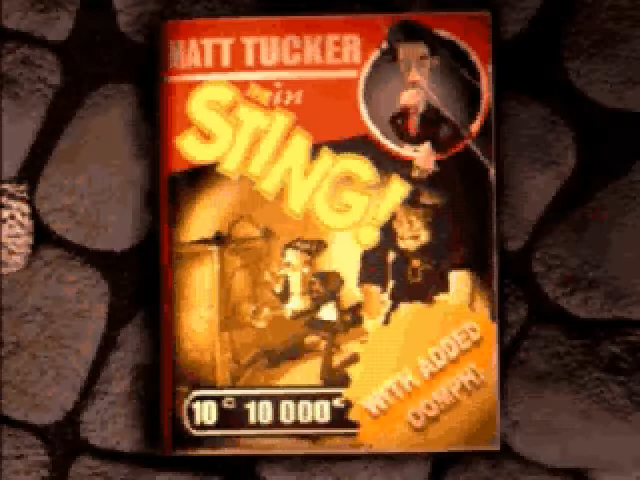 MATT TUCKER
in
STING!
WITH ADDED
OOMPH!
10 10 000